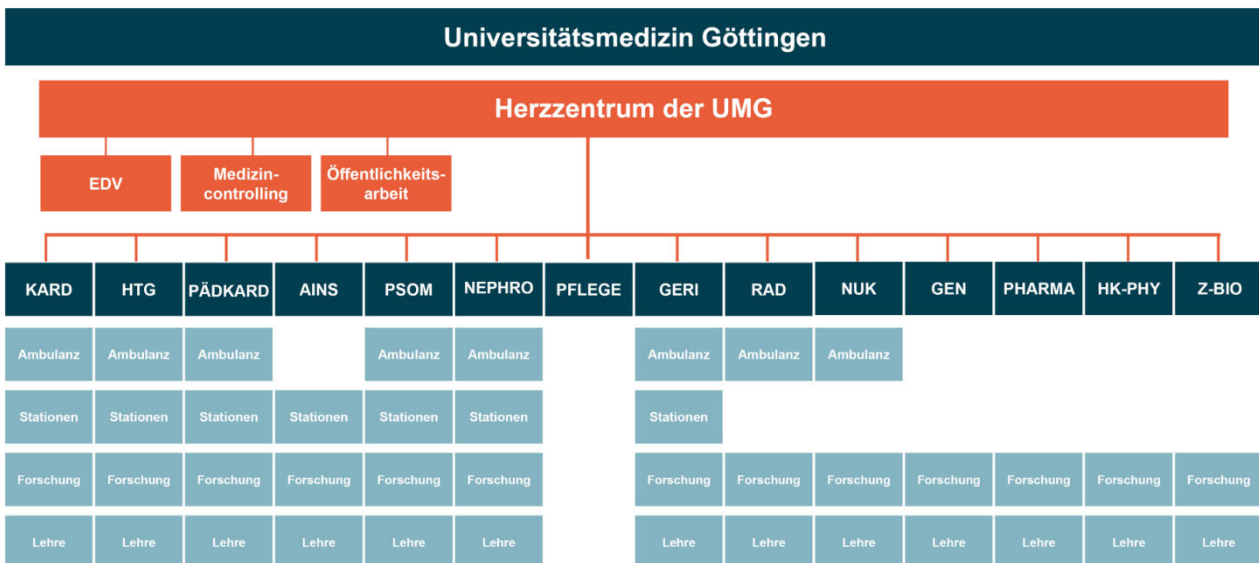 Universitätsmedizin Göttingen
Herzzentrum der UMG
EDV
Medizin-
controlling
Öffentlichkeits-
arbeit
KARD HTG PÄDKARD AINS PSOM NEPHRO PFLEGE GERI RAD NUK GEN PHARMA HK-PHY Z-BIO
Ambulanz Ambulanz Ambulanz Ambulanz Ambulanz Ambulanz Ambulanz Ambulanz
Stationen Stationen Stationen Stationen Stationen Stationen Stationen
Forschung Forschung Forschung Forschung Forschung Forschung Forschung Forschung Forschung Forschung Forschung Forschung Forschung
Lehre Lehre Lehre Lehre Lehre Lehre Lehre Lehre Lehre Lehre Lehre Lehre Lehre